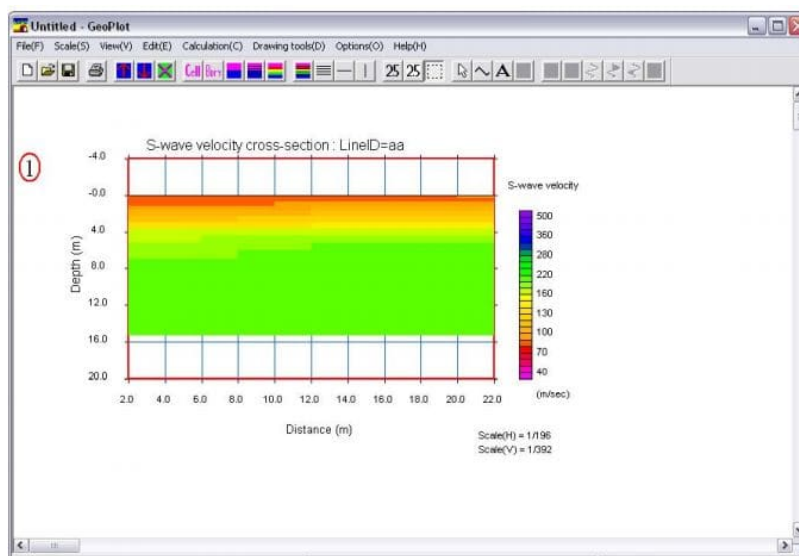 Untitled - GeoPlot
File(F) Scale(S) View(V) Edit(E) Calculation(C) Drawing tools(D) Options(O) Help(H)
Cell Bory 25 25 A
S-wave velocity cross-section : LineID=aa
1
-4.0
-0.0
4.0
8.0
12.0
16.0
20.0
Depth (m)
2.0 4.0 6.0 8.0 10.0 12.0 14.0 16.0 18.0 20.0 22.0
Distance (m)
S-wave velocity
500
360
280
220
160
130
100
70
40
(m/sec)
Scale(H) = 1/196
Scale(V) = 1/392